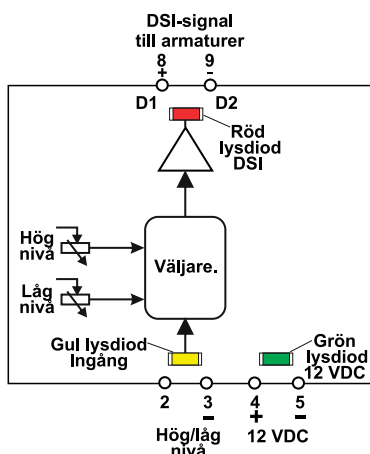 DSI-signal
till armaturer
8 9
+ -
D1 D2
Röd
lysdiod
DSI
Hög
nivå
Väljare.
Låg
nivå
Gul lysdiod
Ingång
Grön
lysdiod
12 VDC
2 3 4 5
- + -
Hög/låg 12 VDC
nivå